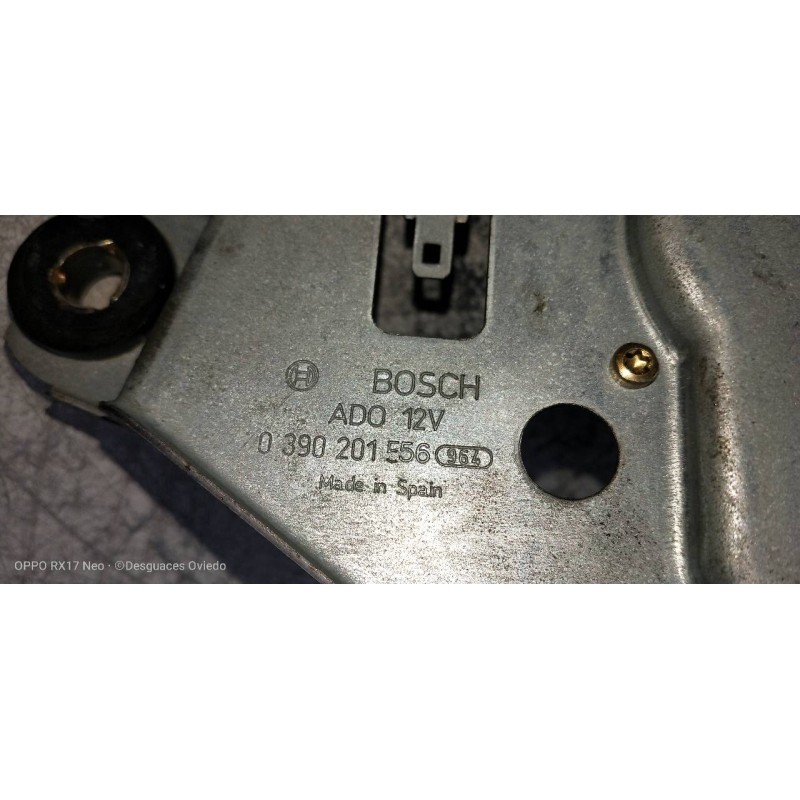 BOSCH
ADO 12V
0 390 201 556 964
Made in Spain
OPPO RX17 Neo · ©Desguaces Oviedo